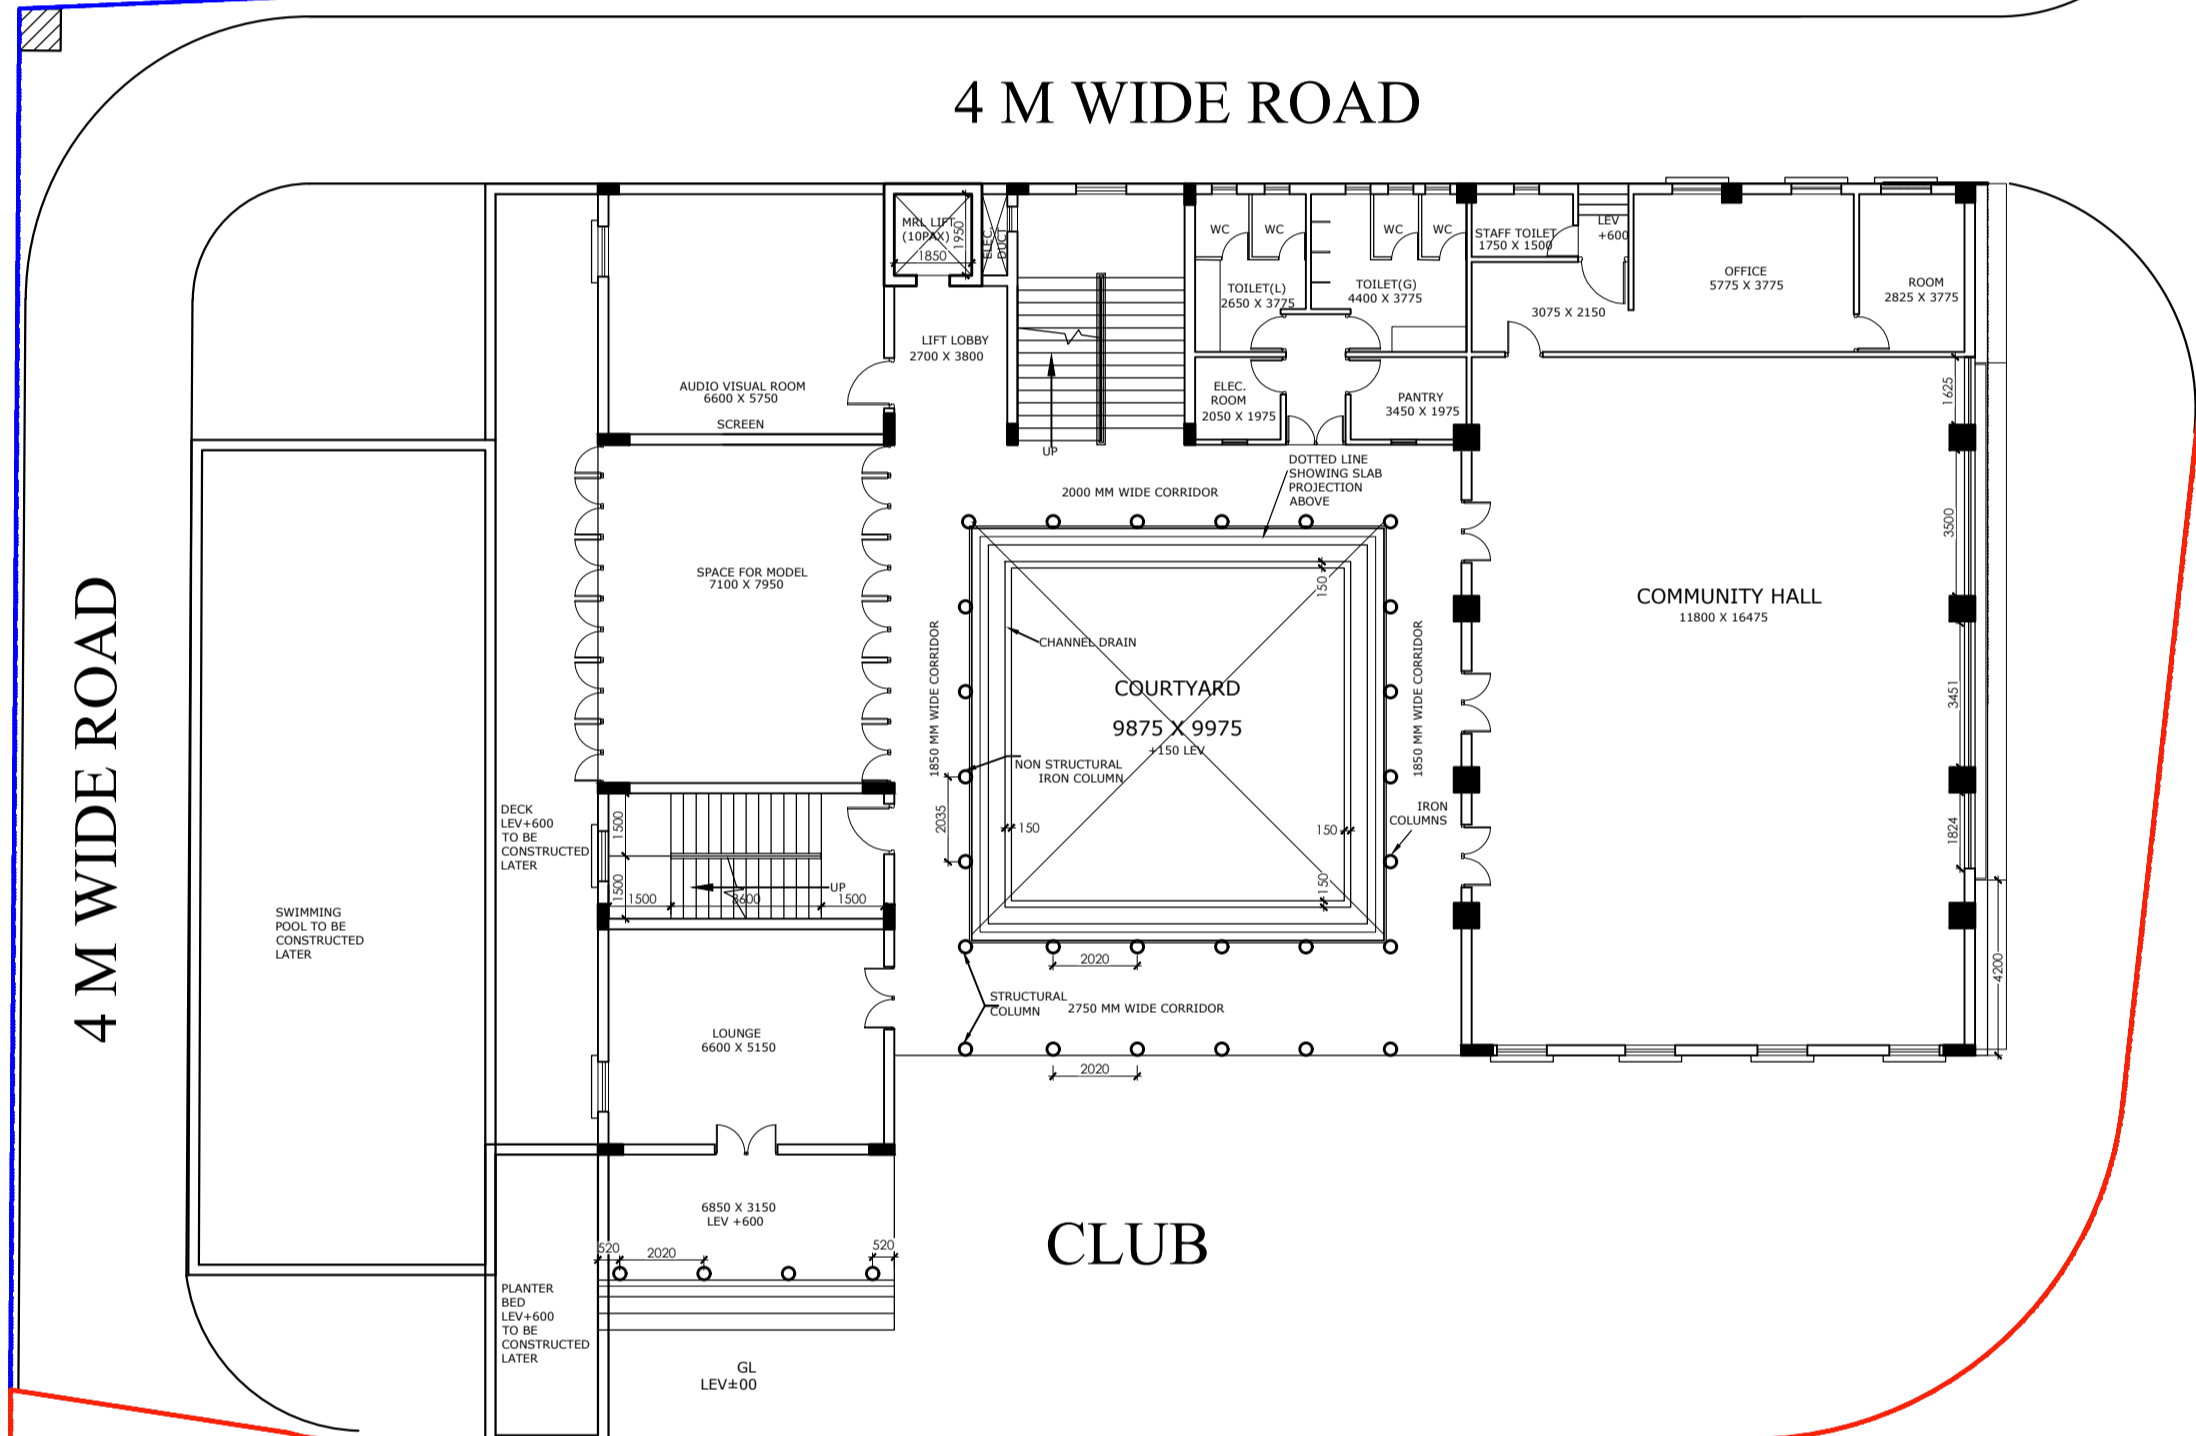 4 M WIDE ROAD
4 M WIDE ROAD
MRL LIFT
(10PAX)
1950
1850
ELEC.
DUCT
LIFT LOBBY
2700 X 3800
AUDIO VISUAL ROOM
6600 X 5750
SCREEN
UP
WC
WC
WC
WC
TOILET(L)
2650 X 3775
TOILET(G)
4400 X 3775
STAFF TOILET
1750 X 1500
LEV
+600
3075 X 2150
OFFICE
5775 X 3775
ROOM
2825 X 3775
ELEC.
ROOM
2050 X 1975
PANTRY
3450 X 1975
DOTTED LINE
SHOWING SLAB
PROJECTION
ABOVE
2000 MM WIDE CORRIDOR
SPACE FOR MODEL
7100 X 7950
1850 MM WIDE CORRIDOR
CHANNEL DRAIN
150
COURTYARD
9875 X 9975
+150 LEV
NON STRUCTURAL
IRON COLUMN
2035
150
150
150
1850 MM WIDE CORRIDOR
IRON
COLUMNS
COMMUNITY HALL
11800 X 16475
1625
3500
3451
1824
4200
DECK
LEV+600
TO BE
CONSTRUCTED
LATER
1500
1500
1500
3600
1500
UP
SWIMMING
POOL TO BE
CONSTRUCTED
LATER
2020
STRUCTURAL
COLUMN
2750 MM WIDE CORRIDOR
2020
LOUNGE
6600 X 5150
6850 X 3150
LEV +600
520
2020
520
CLUB
PLANTER
BED
LEV+600
TO BE
CONSTRUCTED
LATER
GL
LEV±00